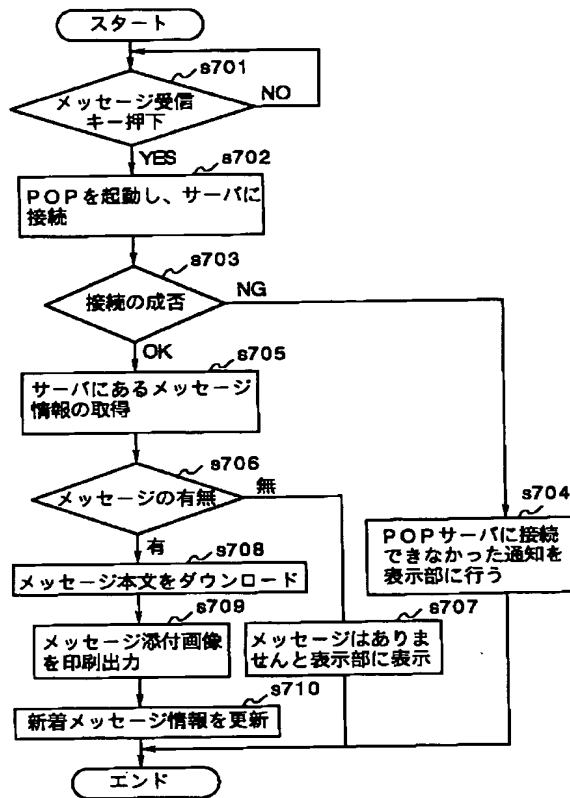 スタート
s701
メッセージ受信
キー押下
NO
YES
s702
POPを起動し、サーバに
接続
s703
接続の成否
NG
OK
s705
サーバにあるメッセージ
情報の取得
s706
メッセージの有無
無
有
s704
POPサーバに接続
できなかった通知を
表示部に行う
s708
メッセージ本文をダウンロード
s707
メッセージはありま
せんと表示部に表示
s709
メッセージ添付画像
を印刷出力
s710
新着メッセージ情報を更新
エンド